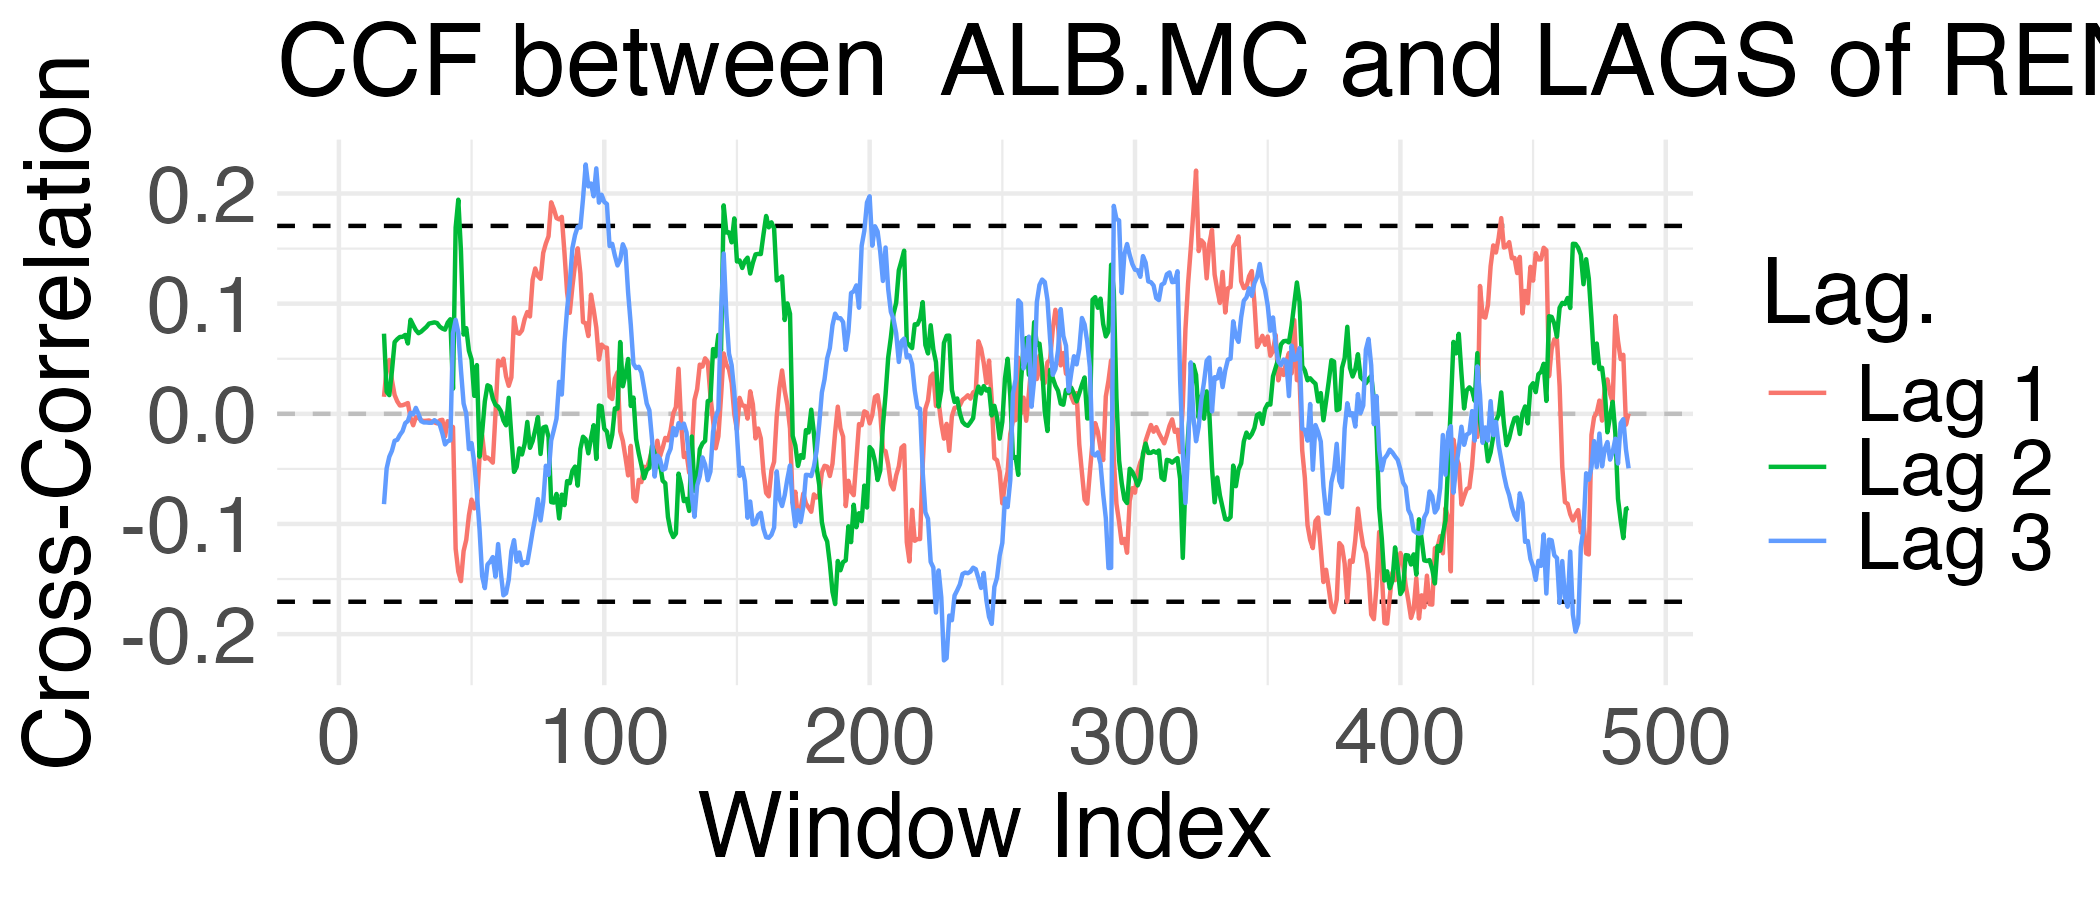 CCF between  ALB.MC and LAGS of REN
Cross-Correlation
0.2
0.1
0.0
-0.1
-0.2
0 100 200 300 400 500
Window Index
Lag.
Lag 1
Lag 2
Lag 3